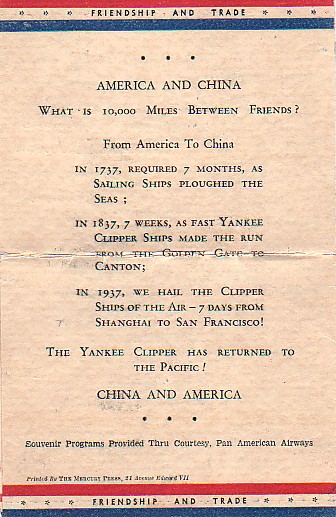 FRIENDSHIP AND TRADE
AMERICA AND CHINA
WHAT IS 10,000 MILES BETWEEN FRIENDS?
From America To China
IN 1737, REQUIRED 7 MONTHS, AS
SAILING SHIPS PLOUGHED THE
SEAS;
IN 1837, 7 WEEKS, AS FAST YANKEE
CLIPPER SHIPS MADE THE RUN
FROM THE GOLDEN GATE TO
CANTON;
IN 1937, WE HAIL THE CLIPPER
SHIPS OF THE AIR – 7 DAYS FROM
SHANGHAI TO SAN FRANCISCO!
THE YANKEE CLIPPER HAS RETURNED TO
THE PACIFIC!
CHINA AND AMERICA
Souvenir Programs Provided Thru Courtesy, Pan American Airways
Printed By THE MERCURY PRESS, 21 Avenue Edward VII
FRIENDSHIP AND TRADE